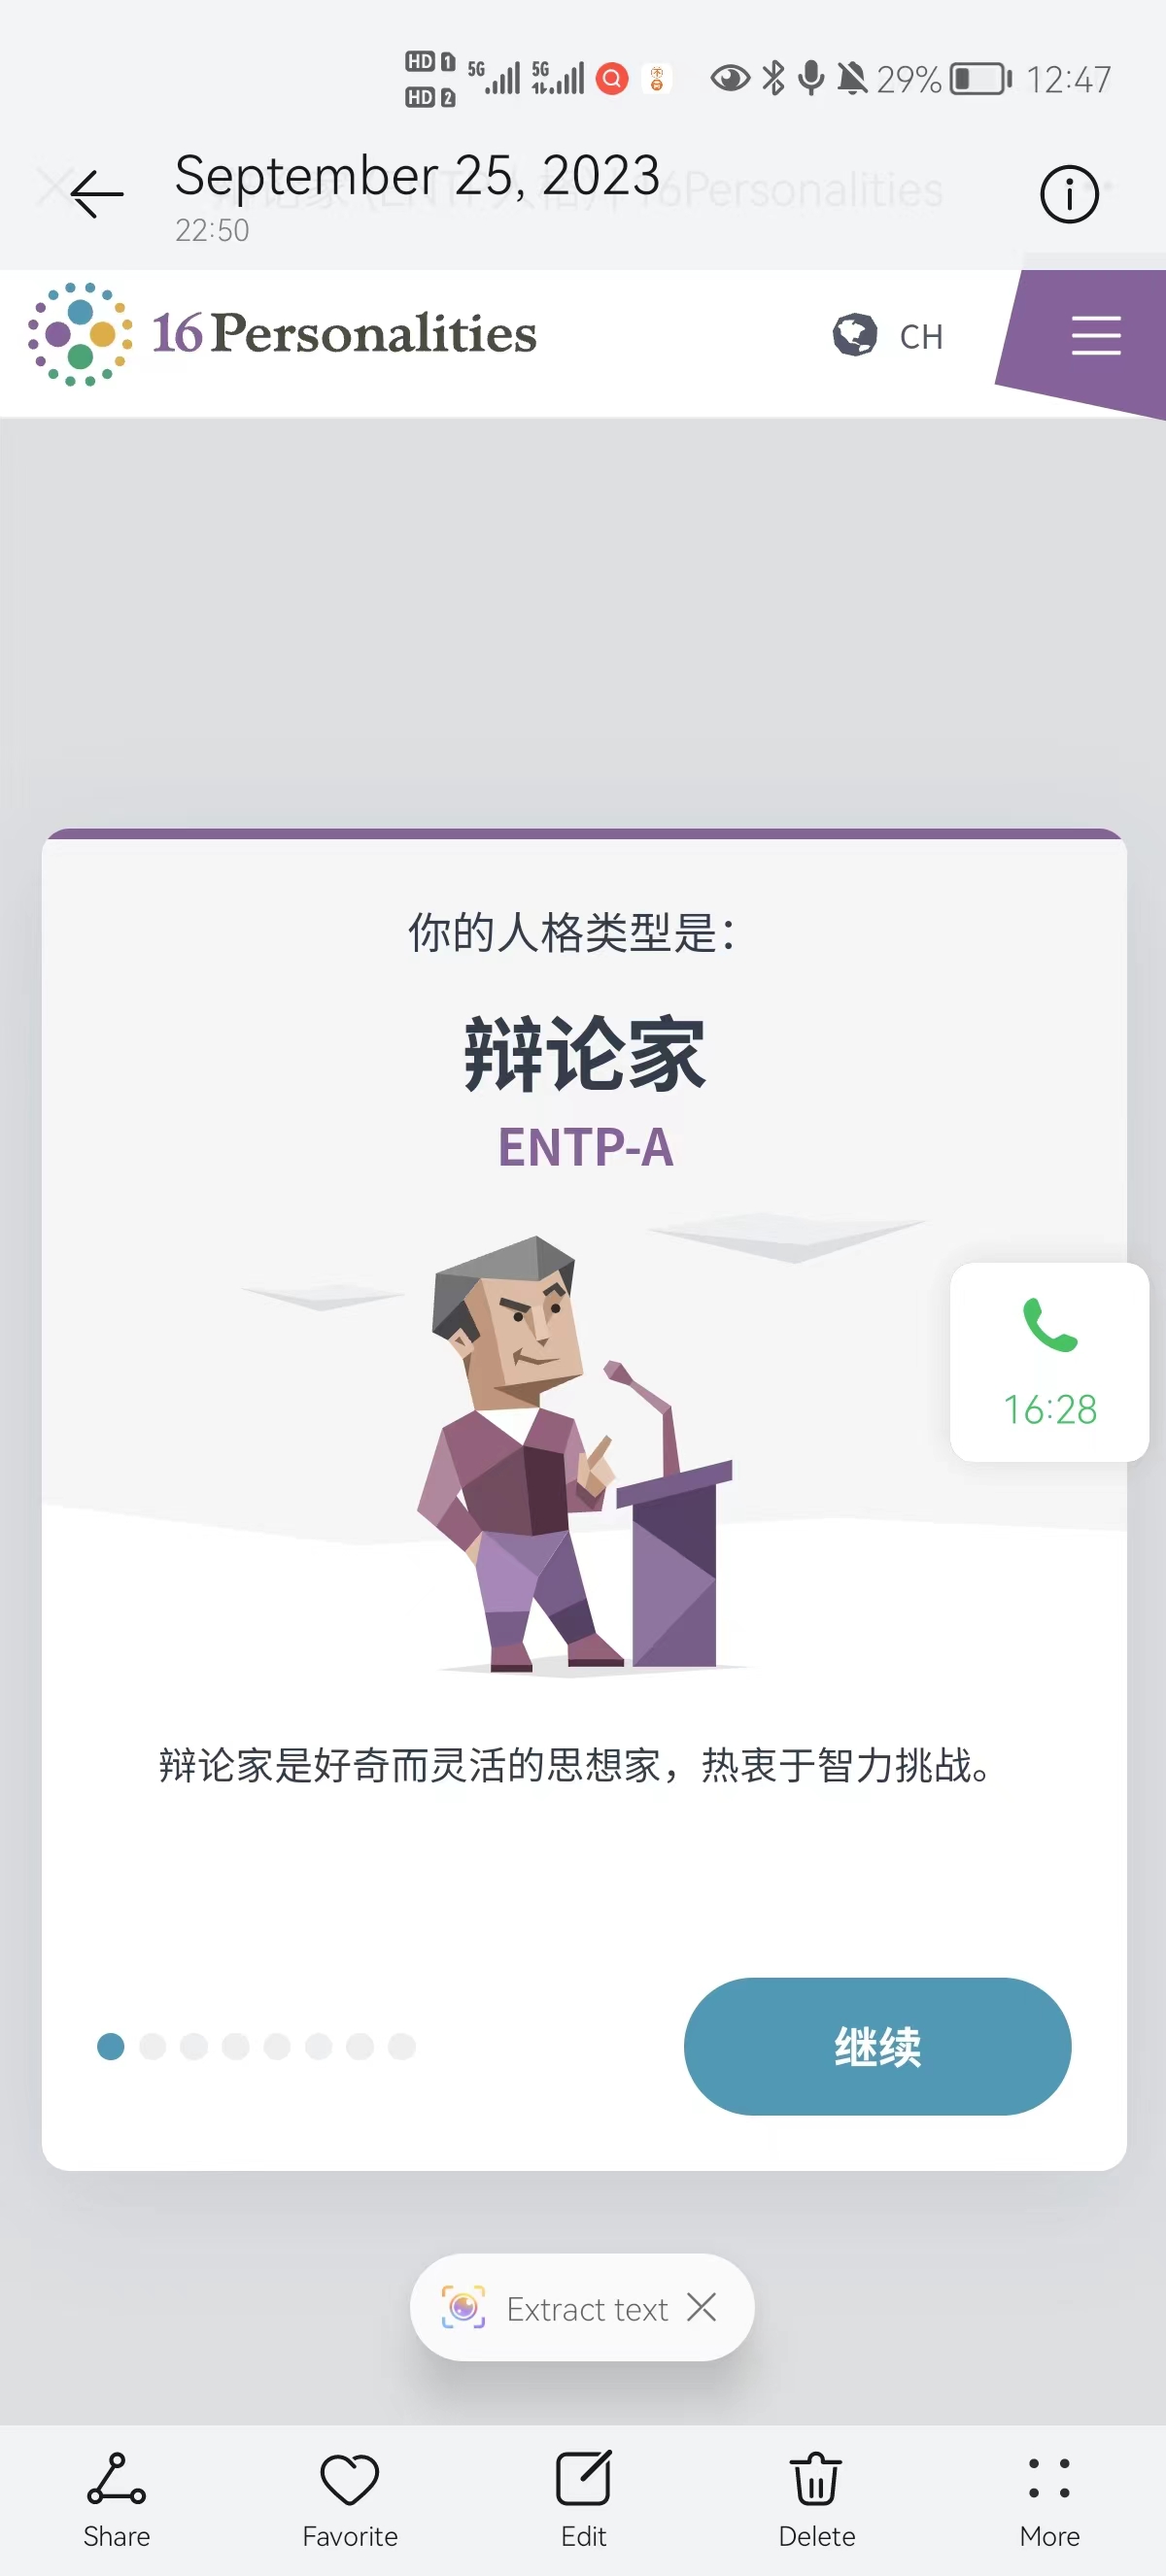 HD 1 5G 5G 29% 12:47
HD 2
September 25, 2023
22:50
16Personalities
CH
你的人格类型是：
辩论家
ENTP-A
16:28
辩论家是好奇而灵活的思想家，热衷于智力挑战。
继续
Extract text
Share Favorite Edit Delete More